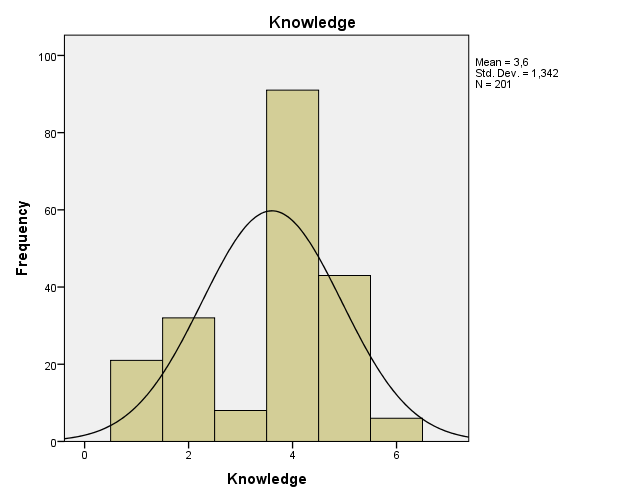 Knowledge
Mean = 3,6
Std. Dev. = 1,342
N = 201
100
80
60
40
20
0
Frequency
0 2 4 6
Knowledge